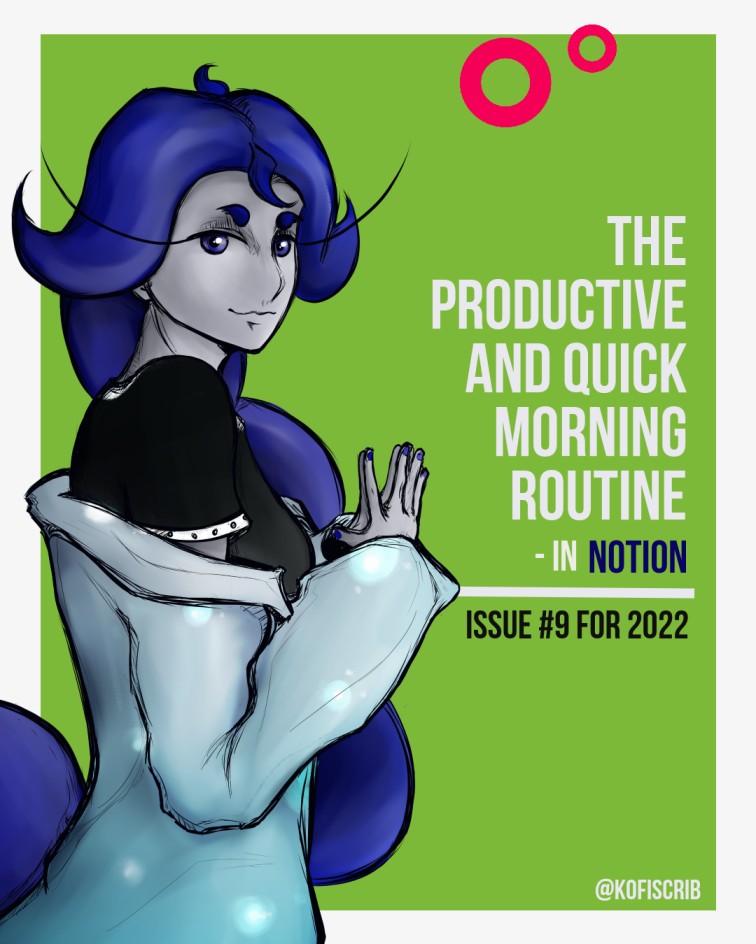 THE
PRODUCTIVE
AND QUICK
MORNING
ROUTINE
- IN NOTION
ISSUE #9 FOR 2022
@KOFISCRIB